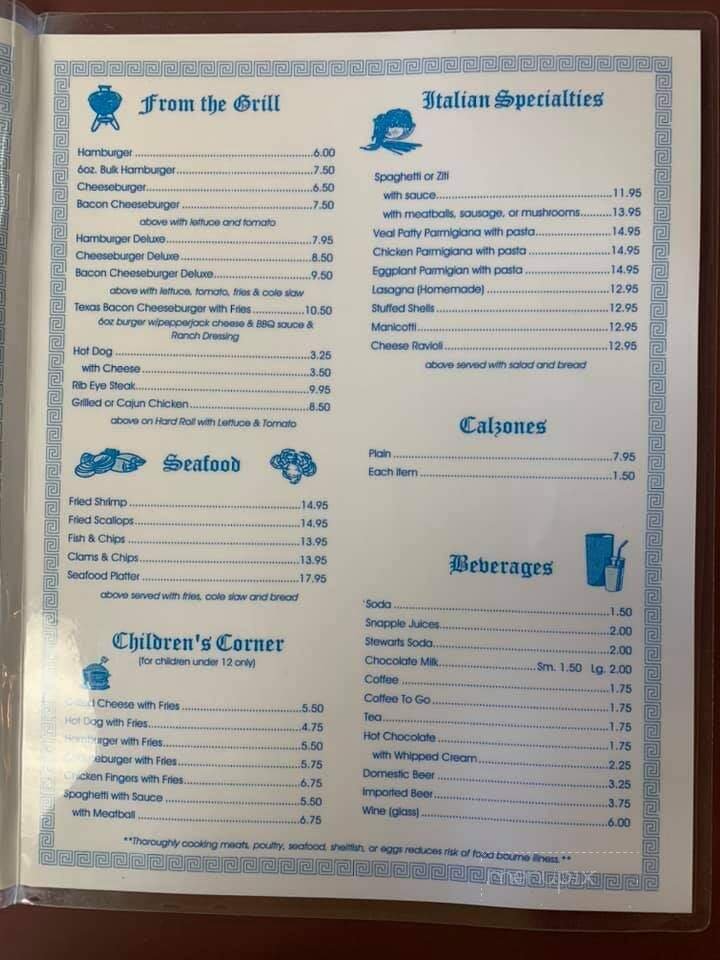 From the Grill
Hamburger 6.00
6oz. Bulk Hamburger 7.50
Cheeseburger 6.50
Bacon Cheeseburger 7.50
above with lettuce and tomato
Hamburger Deluxe 7.95
Cheeseburger Deluxe 8.50
Bacon Cheeseburger Deluxe 9.50
above with lettuce, tomato, fries & cole slaw
Texas Bacon Cheeseburger with Fries 10.50
6oz burger w/pepperjack cheese & BBQ sauce &
Ranch Dressing
Hot Dog 3.25
with Cheese 3.50
Rib Eye Steak 9.95
Grilled or Cajun Chicken 8.50
above on Hard Roll with Lettuce & Tomato
Seafood
Fried Shrimp 14.95
Fried Scallops 14.95
Fish & Chips 13.95
Clams & Chips 13.95
Seafood Platter 17.95
above served with fries, cole slaw and bread
Children's Corner
(for children under 12 only)
Cheese with Fries 5.50
Hot Dog with Fries 4.75
Hamburger with Fries 5.50
Cheeseburger with Fries 5.75
Chicken Fingers with Fries 6.75
Spaghetti with Sauce 5.50
with Meatball 6.75
Italian Specialties
Spaghetti or Ziti
with sauce 11.95
with meatballs, sausage, or mushrooms 13.95
Veal Patty Parmigiana with pasta 14.95
Chicken Parmigiana with pasta 14.95
Eggplant Parmigian with pasta 14.95
Lasagna (Homemade) 12.95
Stuffed Shells 12.95
Manicotti 12.95
Cheese Ravioli 12.95
above served with salad and bread
Calzones
Plain 7.95
Each Item 1.50
Beverages
'Soda 1.50
Snapple Juices 2.00
Stewarts Soda 2.00
Chocolate Milk Sm. 1.50 Lg. 2.00
Coffee 1.75
Coffee To Go 1.75
Tea 1.75
Hot Chocolate 1.75
with Whipped Cream 2.25
Domestic Beer 3.25
Imported Beer 3.75
Wine (glass) 6.00
**Thoroughly cooking meats, poultry, seafood, shellfish, or eggs reduces risk of food bourne illness.**
menupix